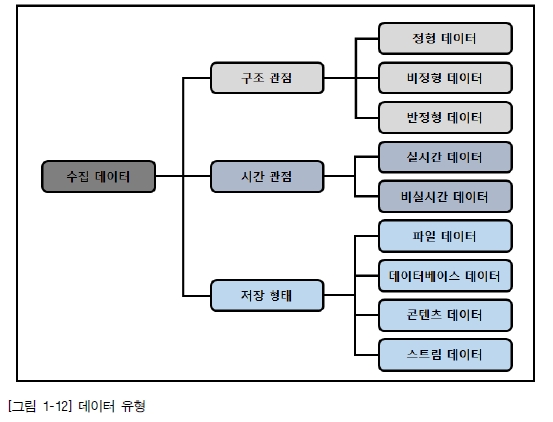 정형 데이터
구조 관점
비정형 데이터
반정형 데이터
실시간 데이터
수집 데이터
시간 관점
비실시간 데이터
파일 데이터
데이터베이스 데이터
저장 형태
콘텐츠 데이터
스트림 데이터
[그림 1-12] 데이터 유형